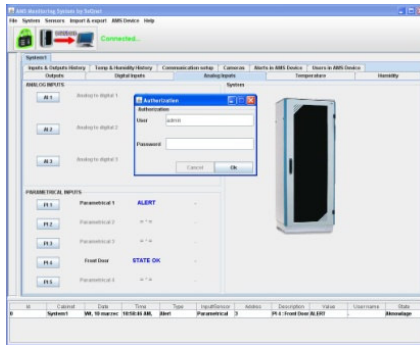 AMS Monitoring System by TelQuest
File System Sensors Import & export AMS Device Help
Connected...
System1
Inputs & Outputs History Temp & Humidity History Communication setup Cameras Alerts in AMS Device Users in AMS Device
Outputs Digital Inputs Analog Inputs Temperature Humidity
ANALOG INPUTS System
AI 1 Analog to digital 1
AI 2 Analog to digital 2
AI 3 Analog to digital 3
Authorization
Authorization
User admin
Password
Cancel Ok
PARAMETRICAL INPUTS
PI 1 Parametrical 1 ALERT -
PI 2 Parametrical 2 -
PI 3 Parametrical 3 -
PI 4 Front Door STATE OK -
PI 5 Parametrical 5 -
id Cabinet Date Time Type Input/Sensor Address Description Value Username State
System1 10:50:46 AM, Alert Parametrical 3 PI 4 : Front Door ALERT